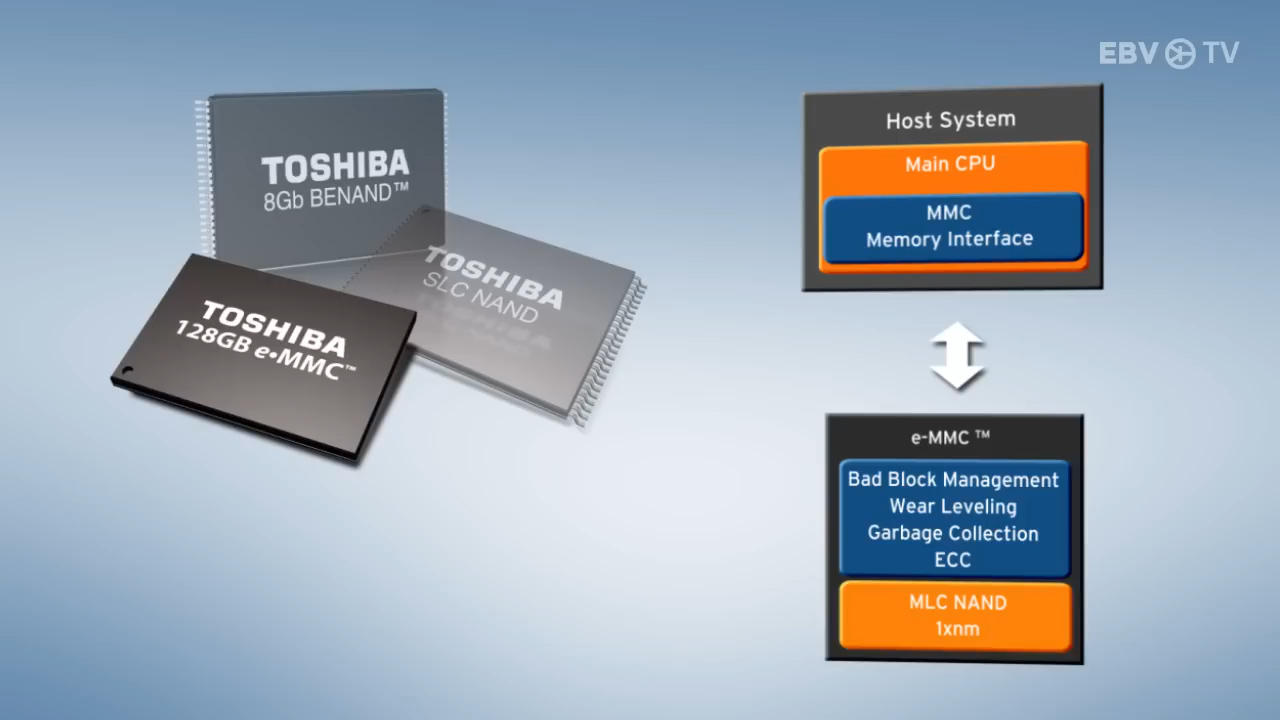 EBV TV
TOSHIBA
8Gb BENAND™
TOSHIBA
SLC NAND
TOSHIBA
128GB e•MMC™
Host System
Main CPU
MMC
Memory Interface
e-MMC ™
Bad Block Management
Wear Leveling
Garbage Collection
ECC
MLC NAND
1xnm